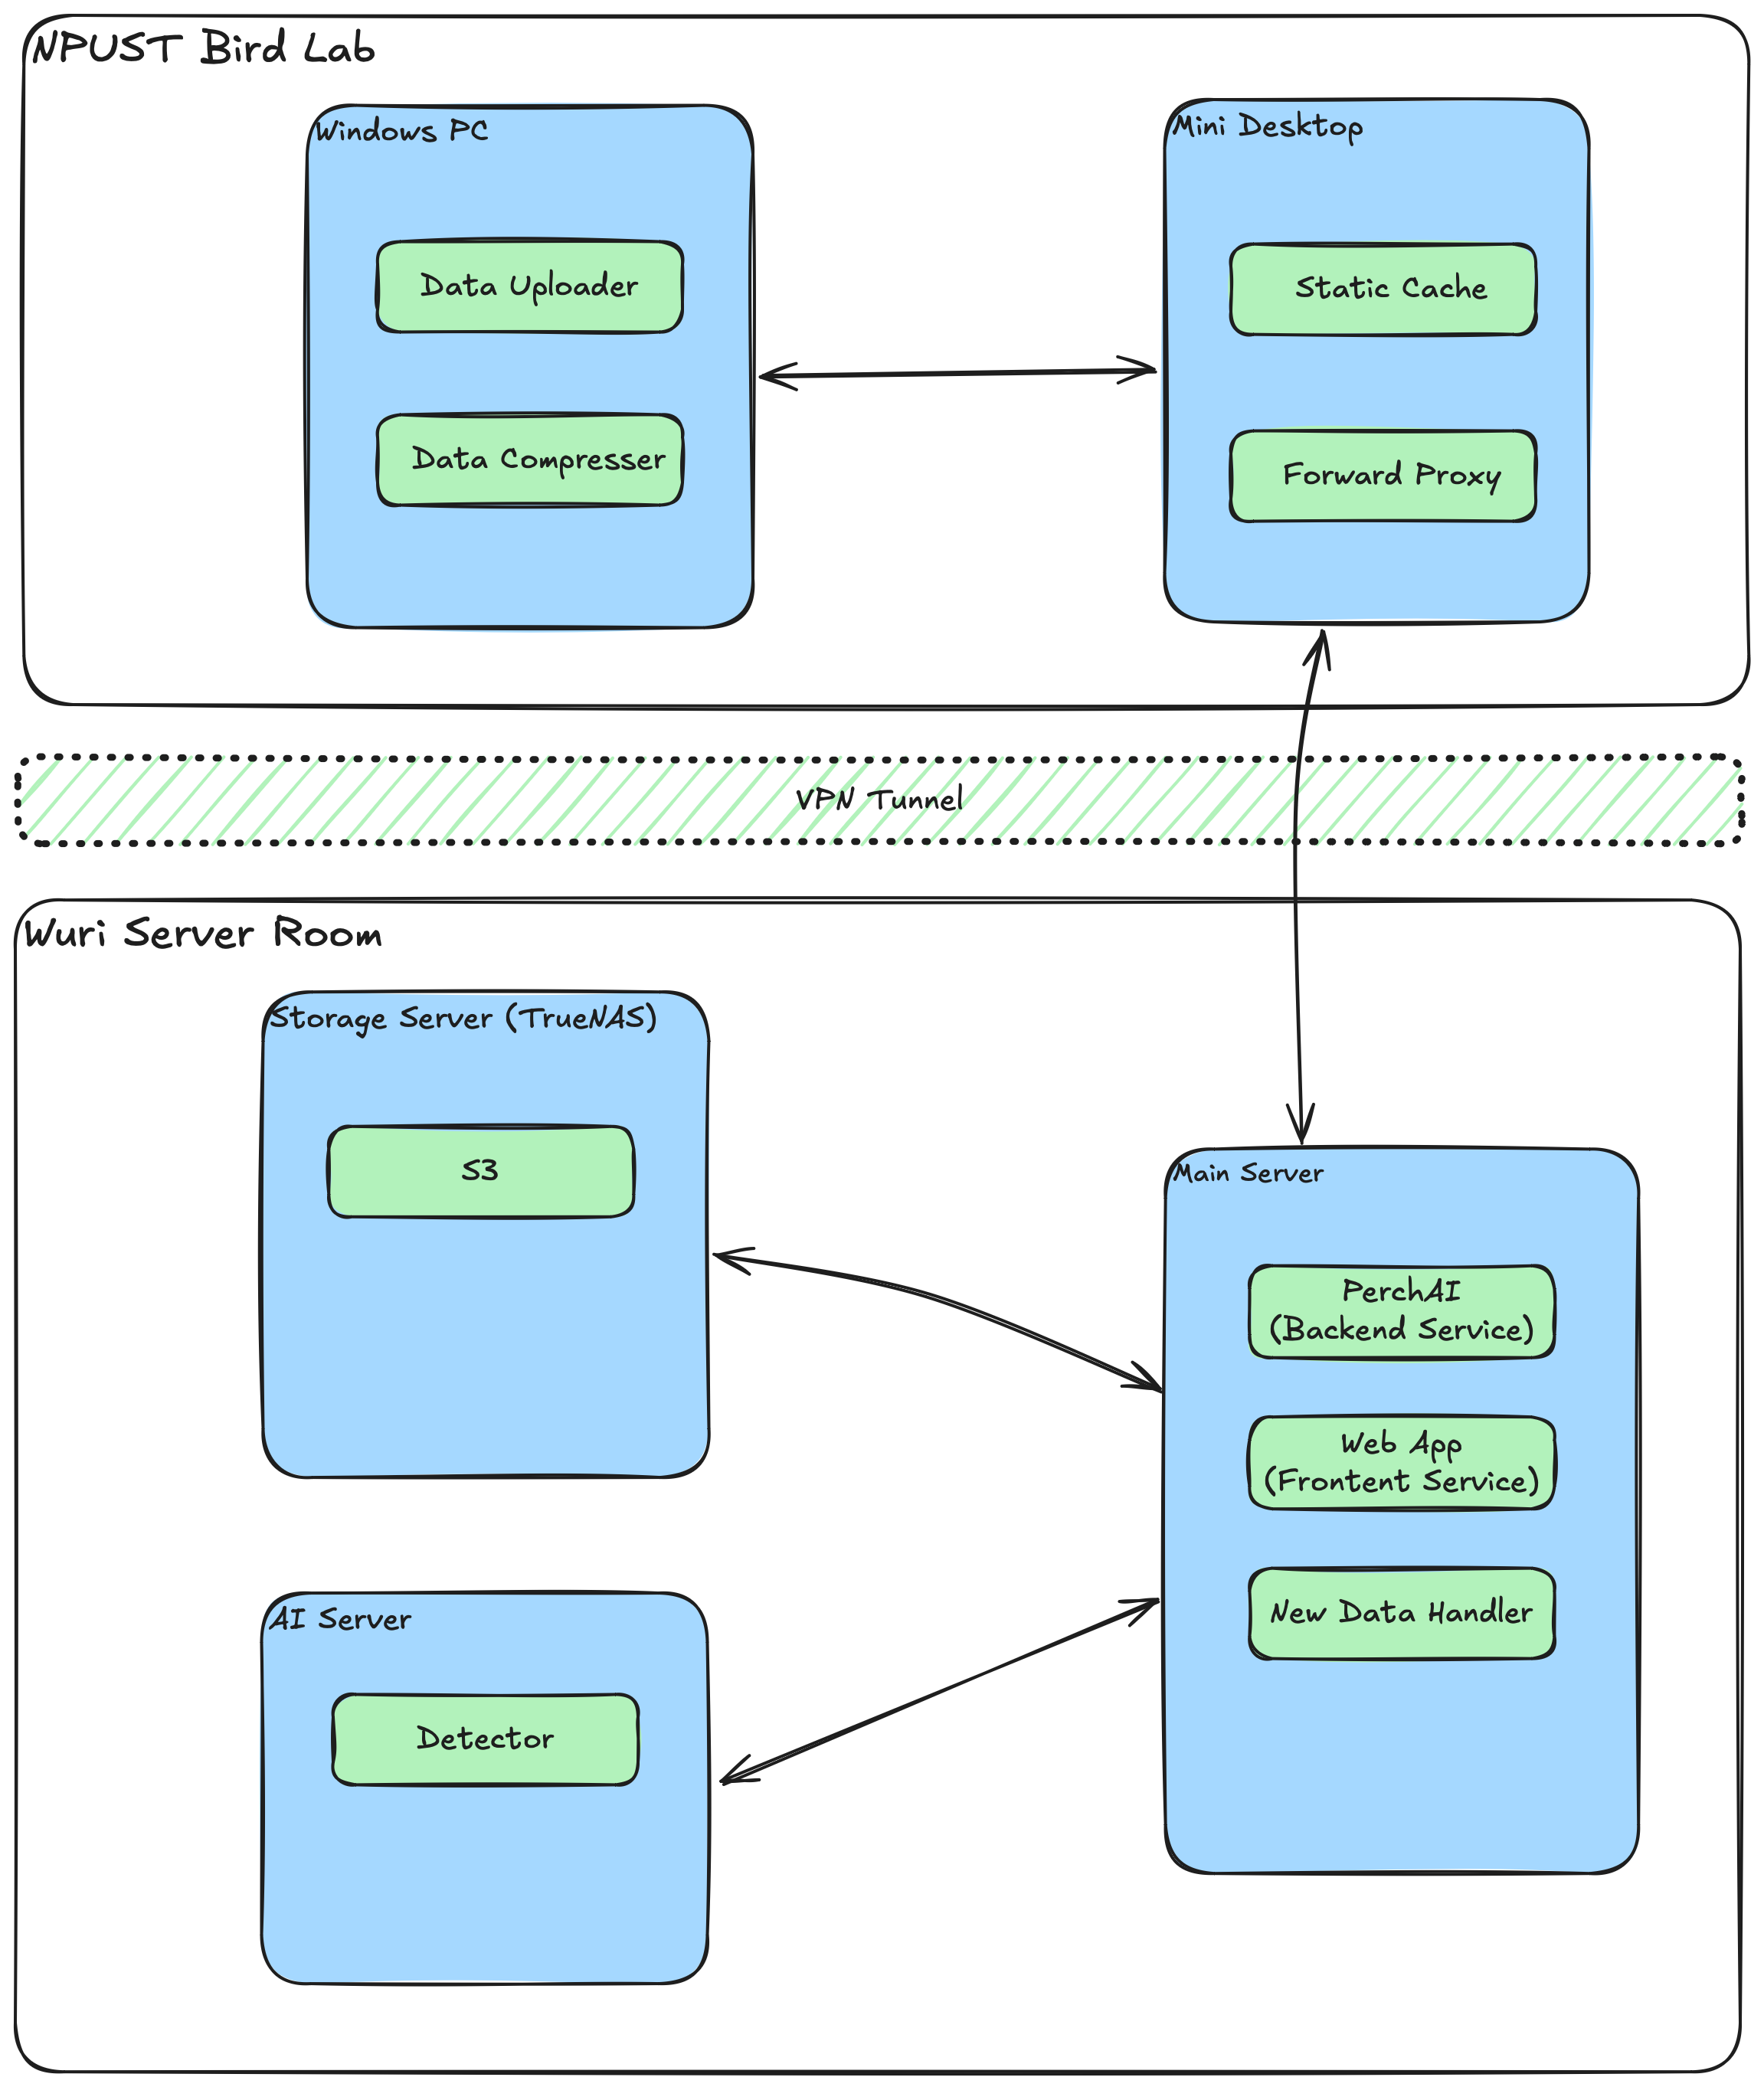 NPUST Bird Lab
Windows PC
Data Uploader
Data Compresser
Mini Desktop
Static Cache
Forward Proxy
VPN Tunnel
Wuri Server Room
Storage Server (TrueNAS)
S3
Main Server
PerchAI
(Backend Service)
Web App
(Frontent Service)
New Data Handler
AI Server
Detector